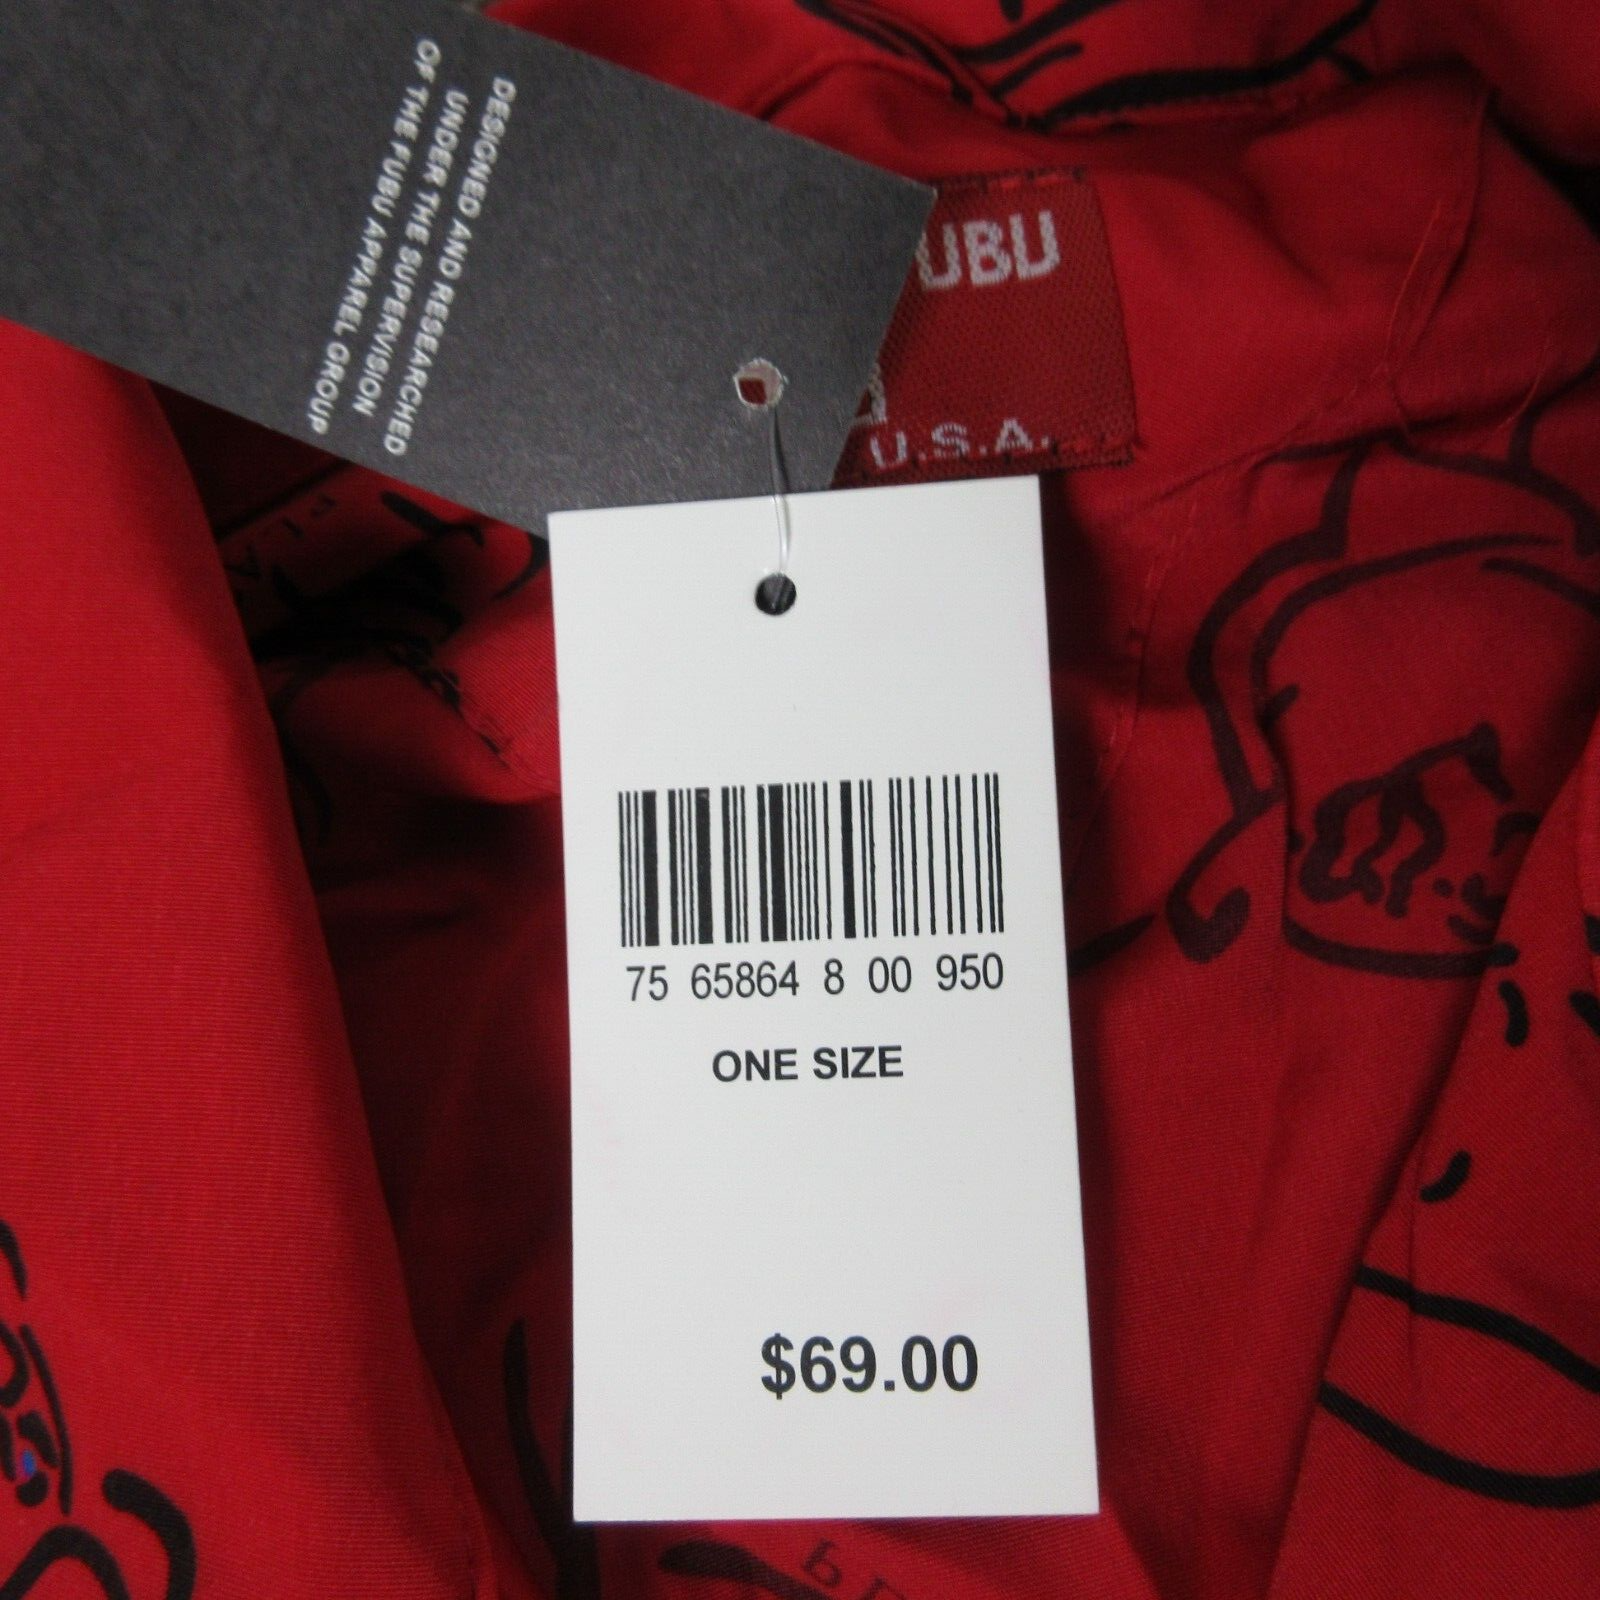 DESIGNED AND RESEARCHED
UNDER THE SUPERVISION
OF THE FUBU APPAREL GROUP
UBU
U.S.A.
75 65864 8 00 950
ONE SIZE
$69.00